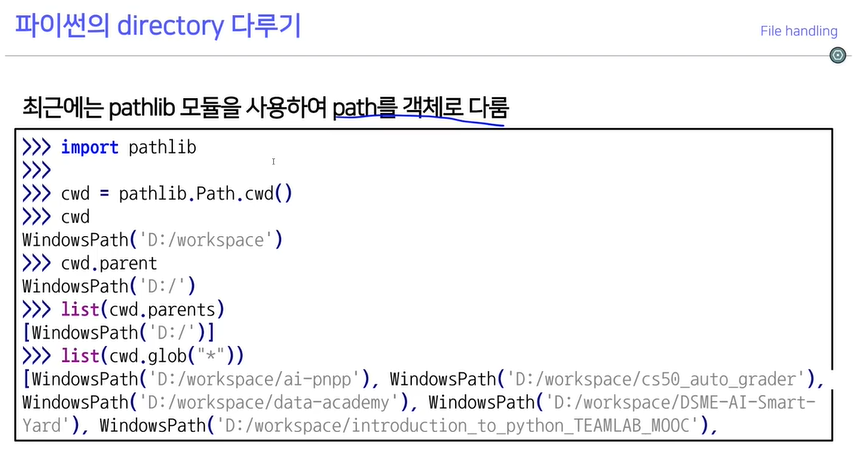 파이썬의 directory 다루기
File handling
최근에는 pathlib 모듈을 사용하여 path를 객체로 다룸
>>> import pathlib
>>>
>>> cwd = pathlib.Path.cwd()
>>> cwd
WindowsPath('D:/workspace')
>>> cwd.parent
WindowsPath('D:/')
>>> list(cwd.parents)
[WindowsPath('D:/')]
>>> list(cwd.glob("*"))
[WindowsPath('D:/workspace/ai-pnpp'), WindowsPath('D:/workspace/cs50_auto_grader'),
WindowsPath('D:/workspace/data-academy'), WindowsPath('D:/workspace/DSME-AI-Smart-
Yard'), WindowsPath('D:/workspace/introduction_to_python_TEAMLAB_MOOC'),